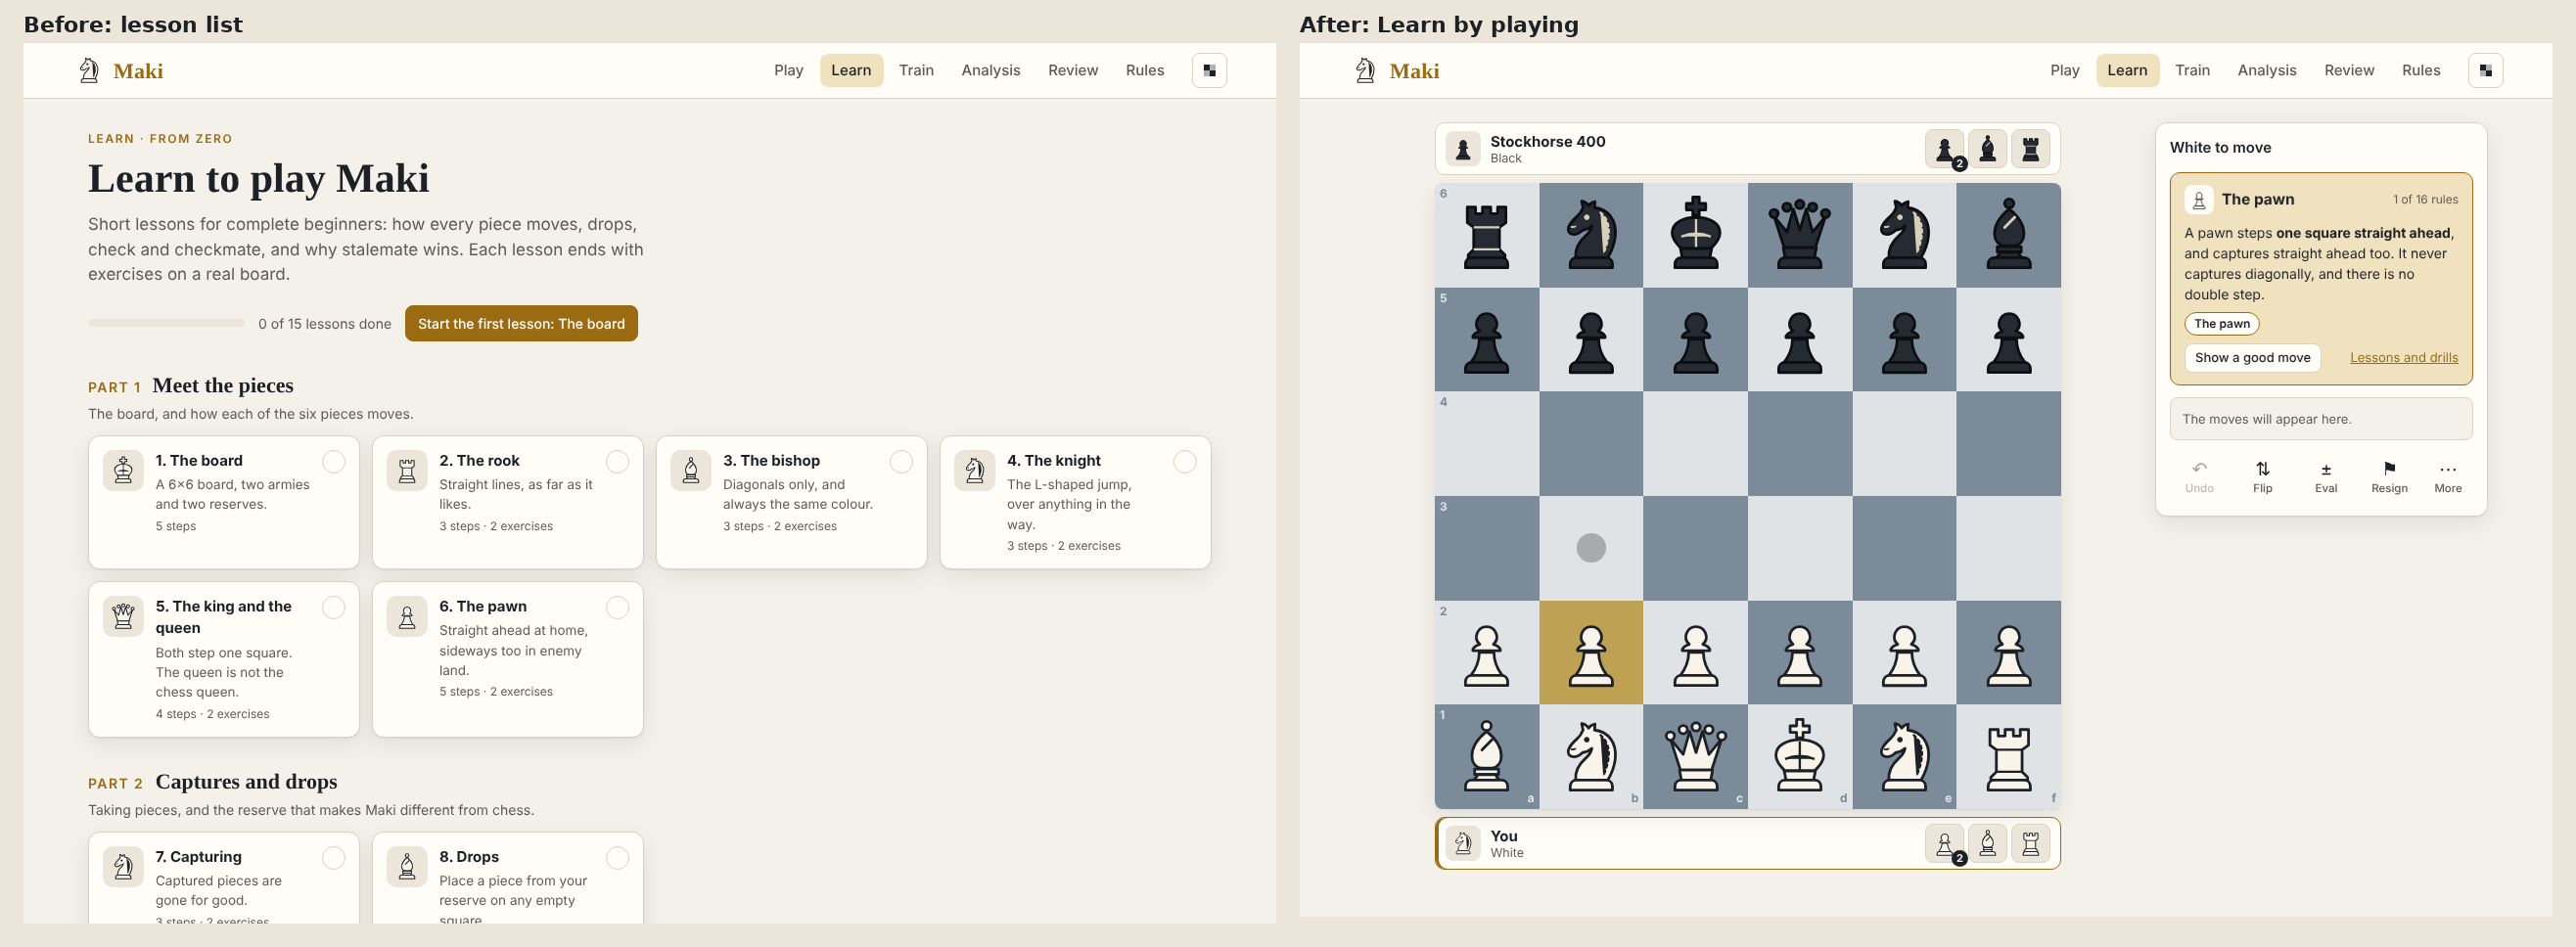 Before: lesson list
Maki
Play
Learn
Train
Analysis
Review
Rules
LEARN · FROM ZERO
Learn to play Maki
Short lessons for complete beginners: how every piece moves, drops,
check and checkmate, and why stalemate wins. Each lesson ends with
exercises on a real board.
0 of 15 lessons done
Start the first lesson: The board
PART 1 Meet the pieces
The board, and how each of the six pieces moves.
1. The board
A 6×6 board, two armies
and two reserves.
5 steps
2. The rook
Straight lines, as far as it
likes.
3 steps · 2 exercises
3. The bishop
Diagonals only, and
always the same colour.
3 steps · 2 exercises
4. The knight
The L-shaped jump,
over anything in the
way.
3 steps · 2 exercises
5. The king and the
queen
Both step one square.
The queen is not the
chess queen.
4 steps · 2 exercises
6. The pawn
Straight ahead at home,
sideways too in enemy
land.
5 steps · 2 exercises
PART 2 Captures and drops
Taking pieces, and the reserve that makes Maki different from chess.
7. Capturing
Captured pieces are
gone for good.
3 steps · 2 exercises
8. Drops
Place a piece from your
reserve on any empty
square
After: Learn by playing
Maki
Play
Learn
Train
Analysis
Review
Rules
Stockhorse 400
Black
2
6
5
4
3
2
1
a
b
c
d
e
f
You
White
2
White to move
The pawn
1 of 16 rules
A pawn steps one square straight ahead,
and captures straight ahead too. It never
captures diagonally, and there is no
double step.
The pawn
Show a good move
Lessons and drills
The moves will appear here.
Undo
Flip
±
Eval
Resign
⋯
More